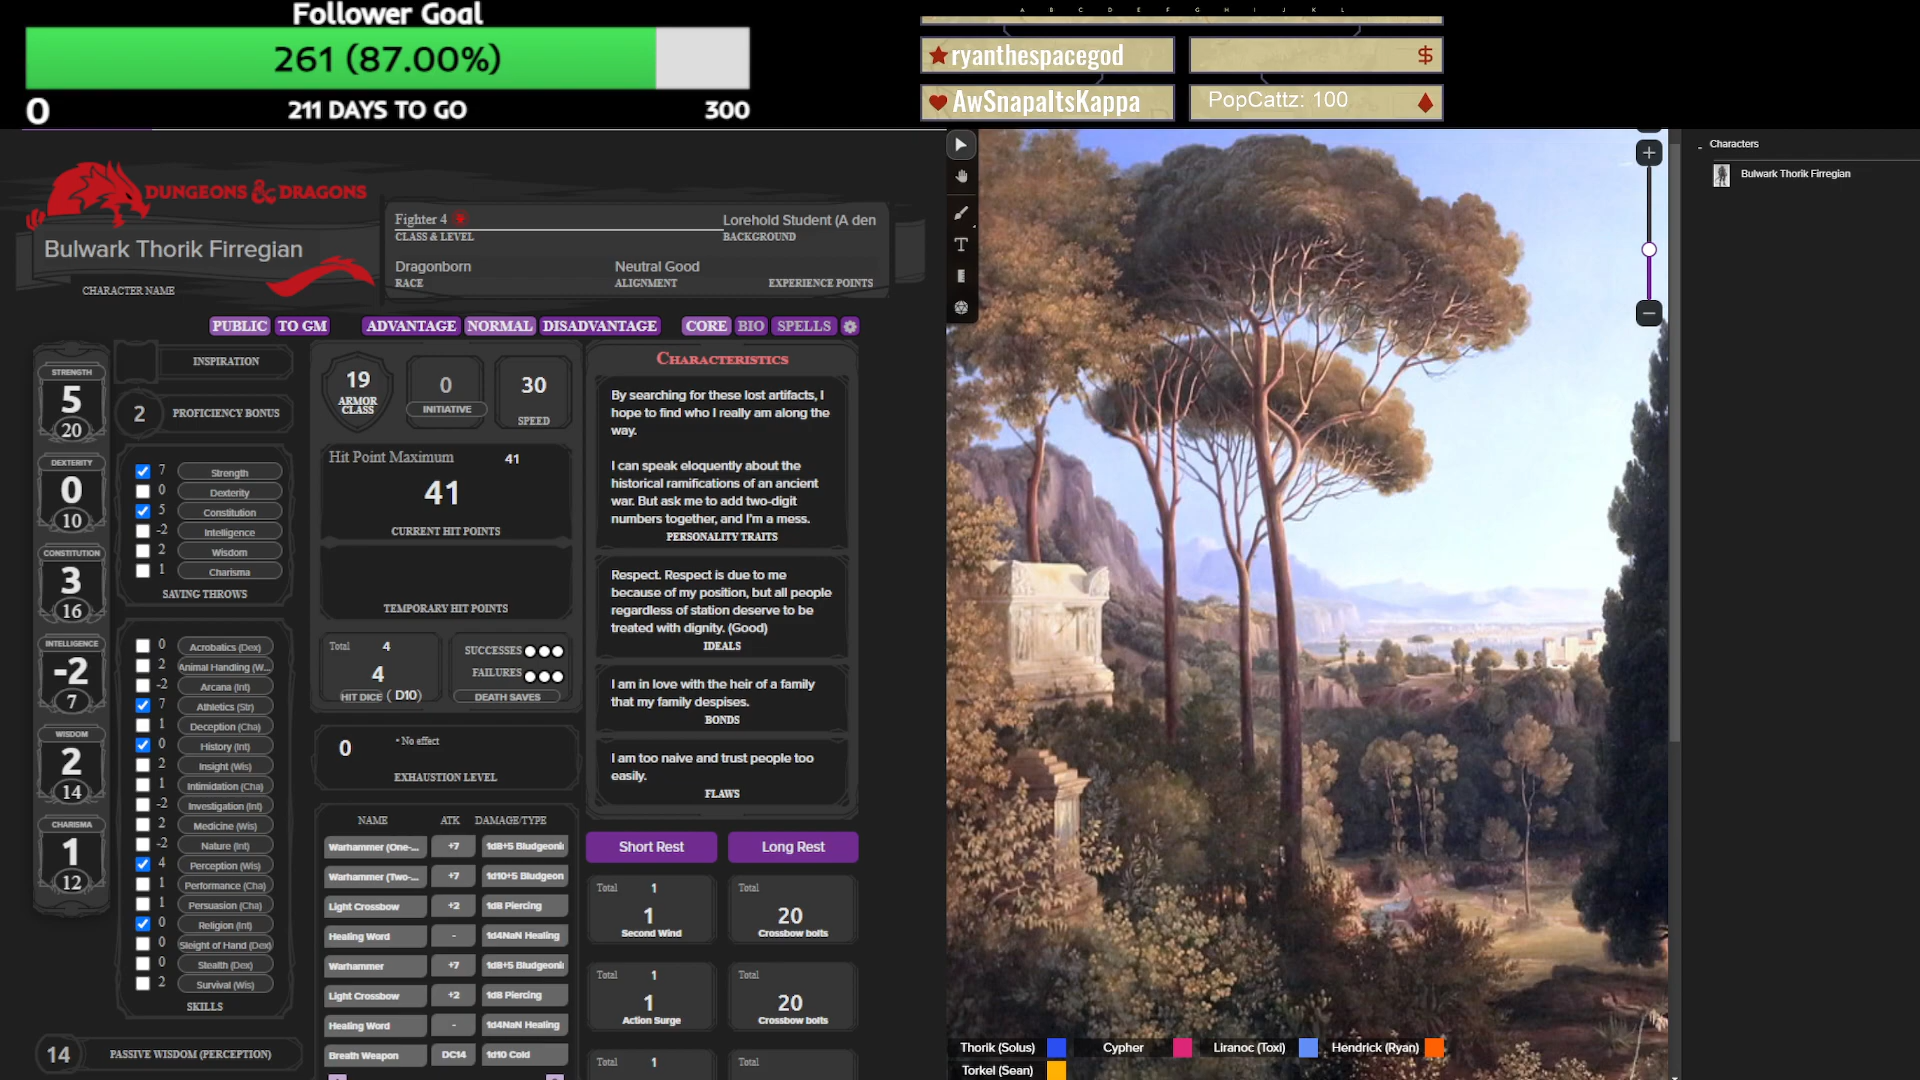 Follower Goal
261 (87.00%)
0
211 DAYS TO GO
300
A B C D E F G H I J K L
ryanthespacegod
$
AwSnapaItsKappa
PopCattz: 100
DUNGEONS & DRAGONS
Bulwark Thorik Firregian
CHARACTER NAME
Fighter 4
CLASS & LEVEL
Lorehold Student (A den
BACKGROUND
Dragonborn
RACE
Neutral Good
ALIGNMENT
EXPERIENCE POINTS
PUBLIC TO GM
ADVANTAGE NORMAL DISADVANTAGE
CORE BIO SPELLS
STRENGTH
5
20
DEXTERITY
0
10
CONSTITUTION
3
16
INTELLIGENCE
-2
7
WISDOM
2
14
CHARISMA
1
12
INSPIRATION
2 PROFICIENCY BONUS
7 Strength
0 Dexterity
5 Constitution
-2 Intelligence
2 Wisdom
1 Charisma
SAVING THROWS
0 Acrobatics (Dex)
2 Animal Handling (W...
-2 Arcana (Int)
7 Athletics (Str)
1 Deception (Cha)
0 History (Int)
2 Insight (Wis)
1 Intimidation (Cha)
-2 Investigation (Int)
2 Medicine (Wis)
-2 Nature (Int)
4 Perception (Wis)
1 Performance (Cha)
1 Persuasion (Cha)
0 Religion (Int)
0 Sleight of Hand (Dex)
0 Stealth (Dex)
2 Survival (Wis)
SKILLS
14 PASSIVE WISDOM (PERCEPTION)
19
ARMOR
CLASS
0
INITIATIVE
30
SPEED
Hit Point Maximum 41
41
CURRENT HIT POINTS
TEMPORARY HIT POINTS
Total 4
4
HIT DICE ( D10)
SUCCESSES
FAILURES
DEATH SAVES
0
• No effect
EXHAUSTION LEVEL
NAME ATK DAMAGE/TYPE
Warhammer (One-... +7 1d8+5 Bludgeoni
Warhammer (Two-... +7 1d10+5 Bludgeon
Light Crossbow +2 1d8 Piercing
Healing Word - 1d4NaN Healing
Warhammer +7 1d8+5 Bludgeoni
Light Crossbow +2 1d8 Piercing
Healing Word - 1d4NaN Healing
Breath Weapon DC14 1d10 Cold
CHARACTERISTICS
By searching for these lost artifacts, I
hope to find who I really am along the
way.
I can speak eloquently about the
historical ramifications of an ancient
war. But ask me to add two-digit
numbers together, and I'm a mess.
PERSONALITY TRAITS
Respect. Respect is due to me
because of my position, but all people
regardless of station deserve to be
treated with dignity. (Good)
IDEALS
I am in love with the heir of a family
that my family despises.
BONDS
I am too naive and trust people too
easily.
FLAWS
Short Rest
Long Rest
Total 1
1
Second Wind
Total
20
Crossbow bolts
Total 1
1
Action Surge
Total
20
Crossbow bolts
Total 1
Total
T
Thorik (Solus)
Cypher
Liranoc (Toxi)
Hendrick (Ryan)
Torkel (Sean)
Characters
Bulwark Thorik Firregian